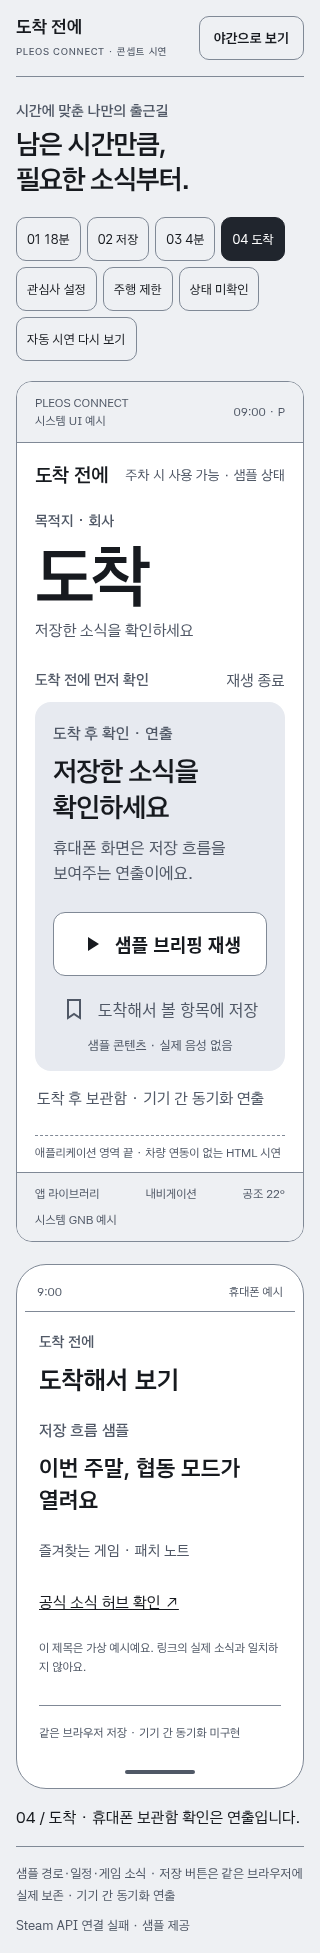 도착 전에
PLEOS CONNECT · 콘셉트 시연
야간으로 보기
시간에 맞춘 나만의 출근길
남은 시간만큼,
필요한 소식부터.
01 18분
02 저장
03 4분
04 도착
관심사 설정
주행 제한
상태 미확인
자동 시연 다시 보기
PLEOS CONNECT
시스템 UI 예시
09:00 · P
도착 전에
주차 시 사용 가능 · 샘플 상태
목적지 · 회사
도착
저장한 소식을 확인하세요
도착 전에 먼저 확인
재생 종료
도착 후 확인 · 연출
저장한 소식을
확인하세요
휴대폰 화면은 저장 흐름을
보여주는 연출이에요.
샘플 브리핑 재생
도착해서 볼 항목에 저장
샘플 콘텐츠 · 실제 음성 없음
도착 후 보관함 · 기기 간 동기화 연출
애플리케이션 영역 끝 · 차량 연동이 없는 HTML 시연
앱 라이브러리
내비게이션
공조 22°
시스템 GNB 예시
9:00
휴대폰 예시
도착 전에
도착해서 보기
저장 흐름 샘플
이번 주말, 협동 모드가
열려요
즐겨찾는 게임 · 패치 노트
공식 소식 허브 확인 ↗
이 제목은 가상 예시예요. 링크의 실제 소식과 일치하
지 않아요.
같은 브라우저 저장 · 기기 간 동기화 미구현
04 / 도착 · 휴대폰 보관함 확인은 연출입니다.
샘플 경로·일정·게임 소식 · 저장 버튼은 같은 브라우저에
실제 보존 · 기기 간 동기화 연출
Steam API 연결 실패 · 샘플 제공